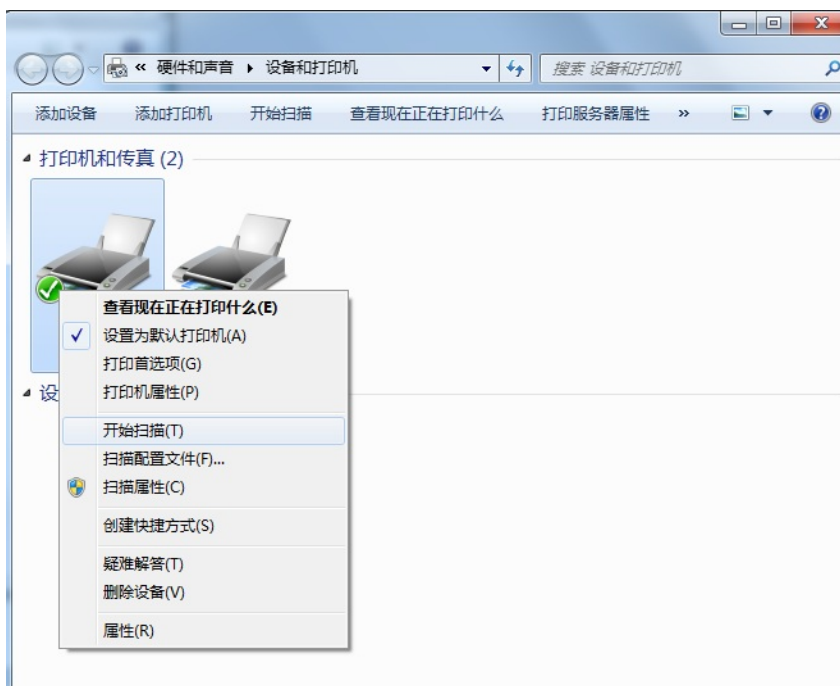 « 硬件和声音 ▸ 设备和打印机
搜索 设备和打印机
添加设备 添加打印机 开始扫描 查看现在正在打印什么 打印服务器属性 »
打印机和传真 (2)
查看现在正在打印什么(E)
设置为默认打印机(A)
打印首选项(G)
打印机属性(P)
设
开始扫描(T)
扫描配置文件(F)...
扫描属性(C)
创建快捷方式(S)
疑难解答(T)
删除设备(V)
属性(R)